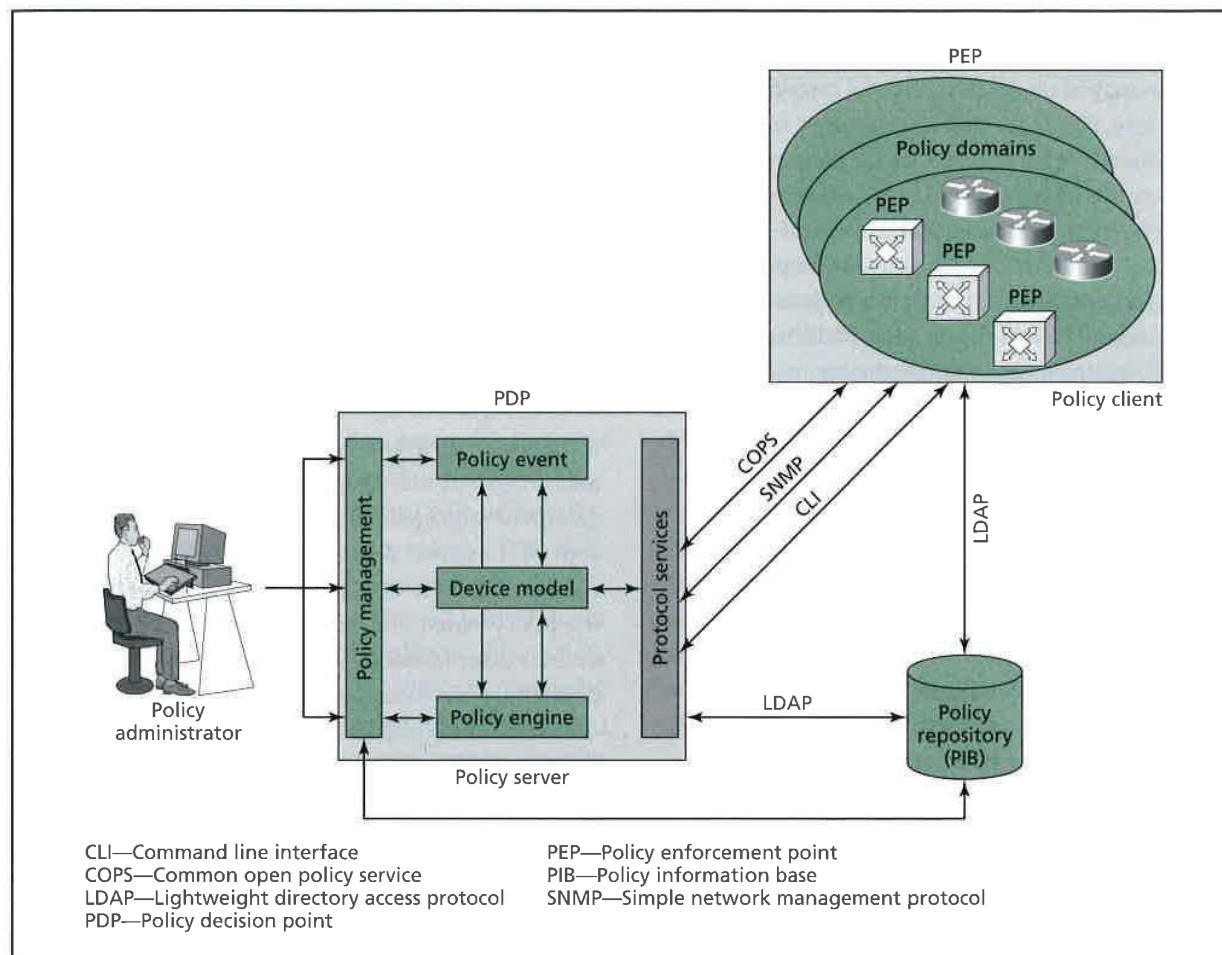 PEP
Policy domains
PEP
PEP
PEP
Policy client
PDP
COPS
SNMP
CLI
LDAP
Policy event
Policy management
Device model
Protocol services
Policy engine
Policy
administrator
LDAP
Policy
repository
(PIB)
Policy server
CLI—Command line interface
COPS—Common open policy service
LDAP—Lightweight directory access protocol
PDP—Policy decision point
PEP—Policy enforcement point
PIB—Policy information base
SNMP—Simple network management protocol